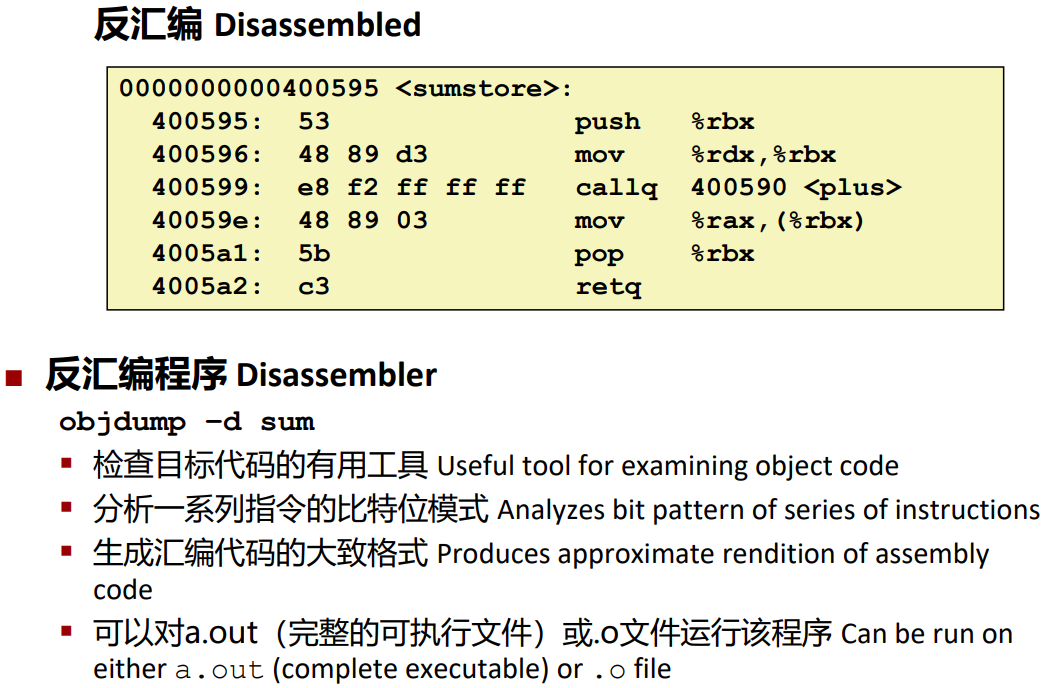 反汇编 Disassembled
0000000000400595 <sumstore>:
400595: 53 push %rbx
400596: 48 89 d3 mov %rdx,%rbx
400599: e8 f2 ff ff ff callq 400590 <plus>
40059e: 48 89 03 mov %rax,(%rbx)
4005a1: 5b pop %rbx
4005a2: c3 retq
反汇编程序 Disassembler
objdump –d sum
检查目标代码的有用工具 Useful tool for examining object code
分析一系列指令的比特位模式 Analyzes bit pattern of series of instructions
生成汇编代码的大致格式 Produces approximate rendition of assembly
code
可以对a.out（完整的可执行文件）或.o文件运行该程序 Can be run on
either a.out (complete executable) or .o file